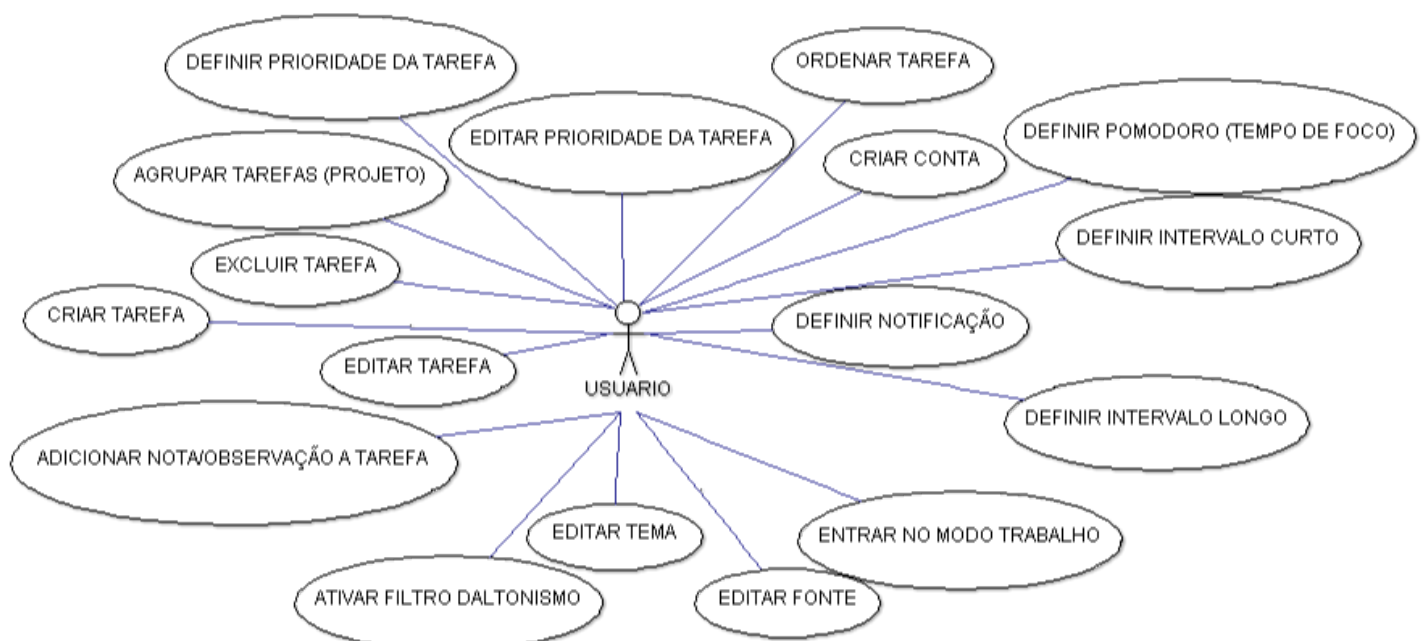 DEFINIR PRIORIDADE DA TAREFA
ORDENAR TAREFA
EDITAR PRIORIDADE DA TAREFA
DEFINIR POMODORO (TEMPO DE FOCO)
CRIAR CONTA
AGRUPAR TAREFAS (PROJETO)
DEFINIR INTERVALO CURTO
EXCLUIR TAREFA
CRIAR TAREFA
DEFINIR NOTIFICAÇÃO
EDITAR TAREFA
USUARIO
DEFINIR INTERVALO LONGO
ADICIONAR NOTA/OBSERVAÇÃO A TAREFA
EDITAR TEMA
ENTRAR NO MODO TRABALHO
ATIVAR FILTRO DALTONISMO
EDITAR FONTE